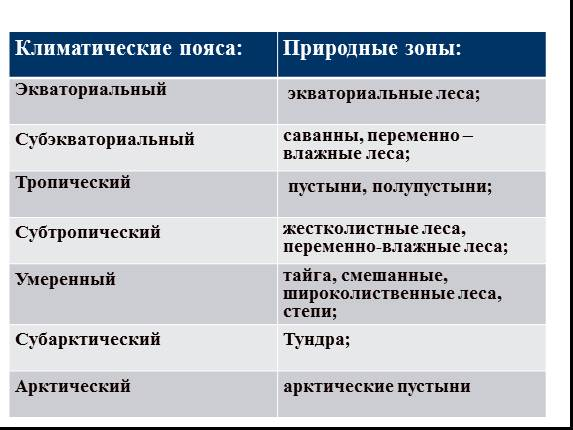 Климатические пояса:
Природные зоны:
Экваториальный
экваториальные леса;
Субэкваториальный
саванны, переменно –
влажные леса;
Тропический
пустыни, полупустыни;
Субтропический
жестколистные леса,
переменно-влажные леса;
Умеренный
тайга, смешанные,
широколиственные леса,
степи;
Субарктический
Тундра;
Арктический
арктические пустыни